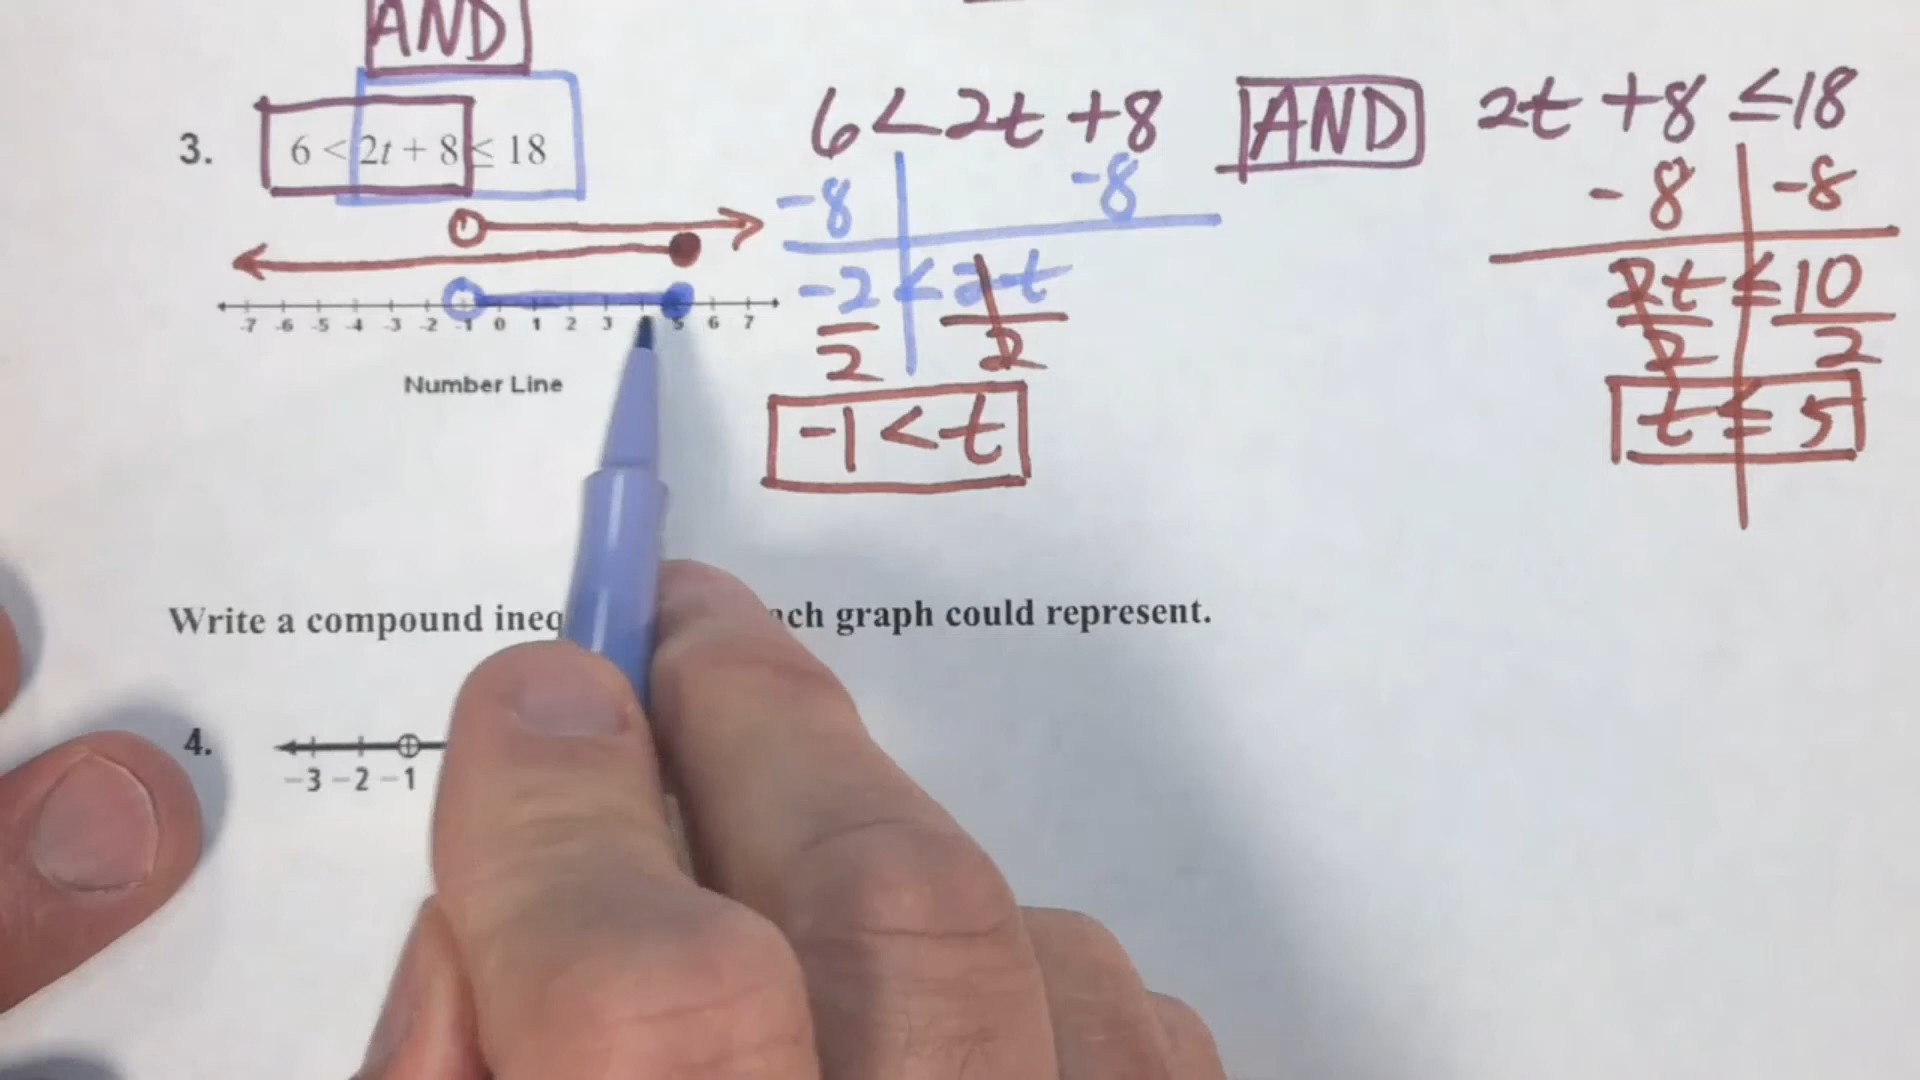 AND
3. 6 < 2t + 8 ≤ 18
6 < 2t + 8 AND 2t + 8 ≤ 18
-8 -8 -8 -8
-2 < 2t 2t ≤ 10
2 2 2 2
-1 < t t ≤ 5
-7 -6 -5 -4 -3 -2 -1 0 1 2 3 5 6 7
Number Line
Write a compound ach graph could represent.
4.
-3 -2 -1